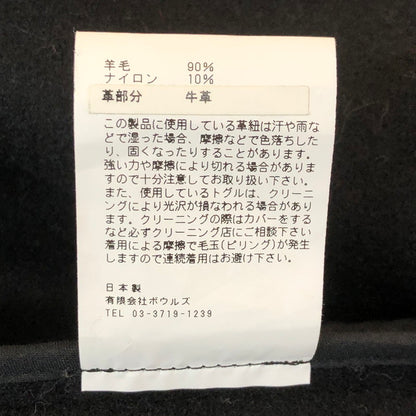 羊毛 90%
ナイロン 10%
革部分 牛革
この製品に使用している革紐は汗や雨な
どで湿った場合、摩擦などで色落ちした
り、固くなったりすることがあります。
強い力や摩擦により切れる場合がありま
すので十分注意してお取り扱い下さい。
また、使用しているトグルは、クリーニ
ングにより光沢が損なわれる場合があり
ます。クリーニングの際はカバーをする
など必ずクリーニング店にご相談下さい
着用による摩擦で毛玉(ピリング)が発生
しますので連続着用はお避け下さい。
日本製
有限会社ボウルズ
TEL 03-3719-1239